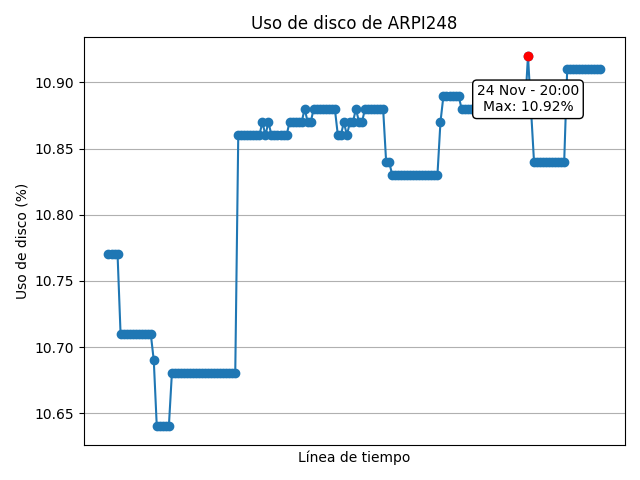 Uso de disco de ARPI248
Uso de disco (%)
10.90
10.85
10.80
10.75
10.70
10.65
24 Nov - 20:00
Max: 10.92%
Línea de tiempo